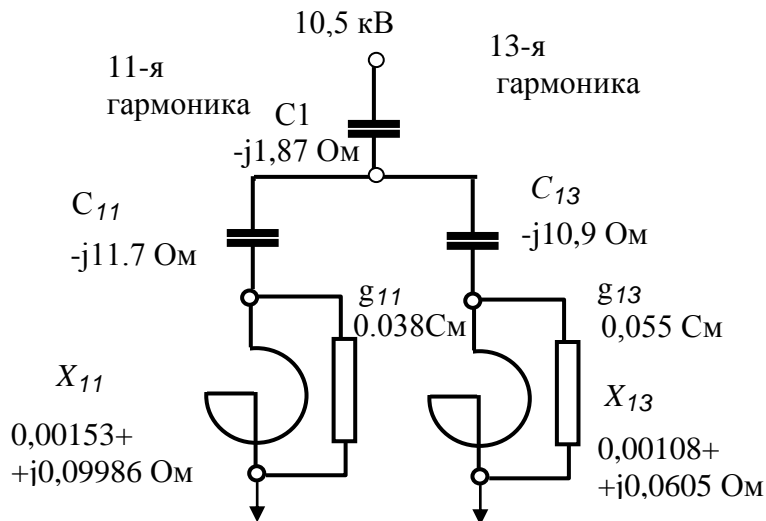 10,5 кВ
11-я
гармоника
13-я
гармоника
C1
-j1,87 Ом
C11
-j11.7 Ом
C13
-j10,9 Ом
g11
0.038См
g13
0,055 См
X11
0,00153+
+j0,09986 Ом
X13
0,00108+
+j0,0605 Ом